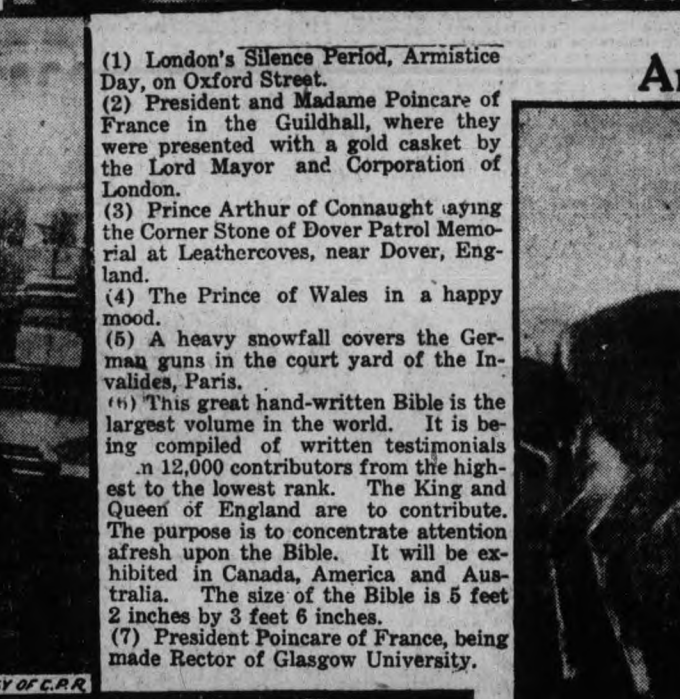 (1) London's Silence Period, Armistice
Day, on Oxford Street.
(2) President and Madame Poincare of
France in the Guildhall, where they
were presented with a gold casket by
the Lord Mayor and Corporation of
London.
(3) Prince Arthur of Connaught laying
the Corner Stone of Dover Patrol Memo-
rial at Leathercoves, near Dover, Eng-
land.
(4) The Prince of Wales in a happy
mood.
(5) A heavy snowfall covers the Ger-
man guns in the court yard of the In-
valides, Paris.
(6) This great hand-written Bible is the
largest volume in the world. It is be-
ing compiled of written testimonials
12,000 contributors from the high-
est to the lowest rank. The King and
Queen of England are to contribute.
The purpose is to concentrate attention
afresh upon the Bible. It will be ex-
hibited in Canada, America and Aus-
tralia. The size of the Bible is 5 feet
2 inches by 3 feet 6 inches.
(7) President Poincare of France, being
made Rector of Glasgow University.
OF C.P.R.